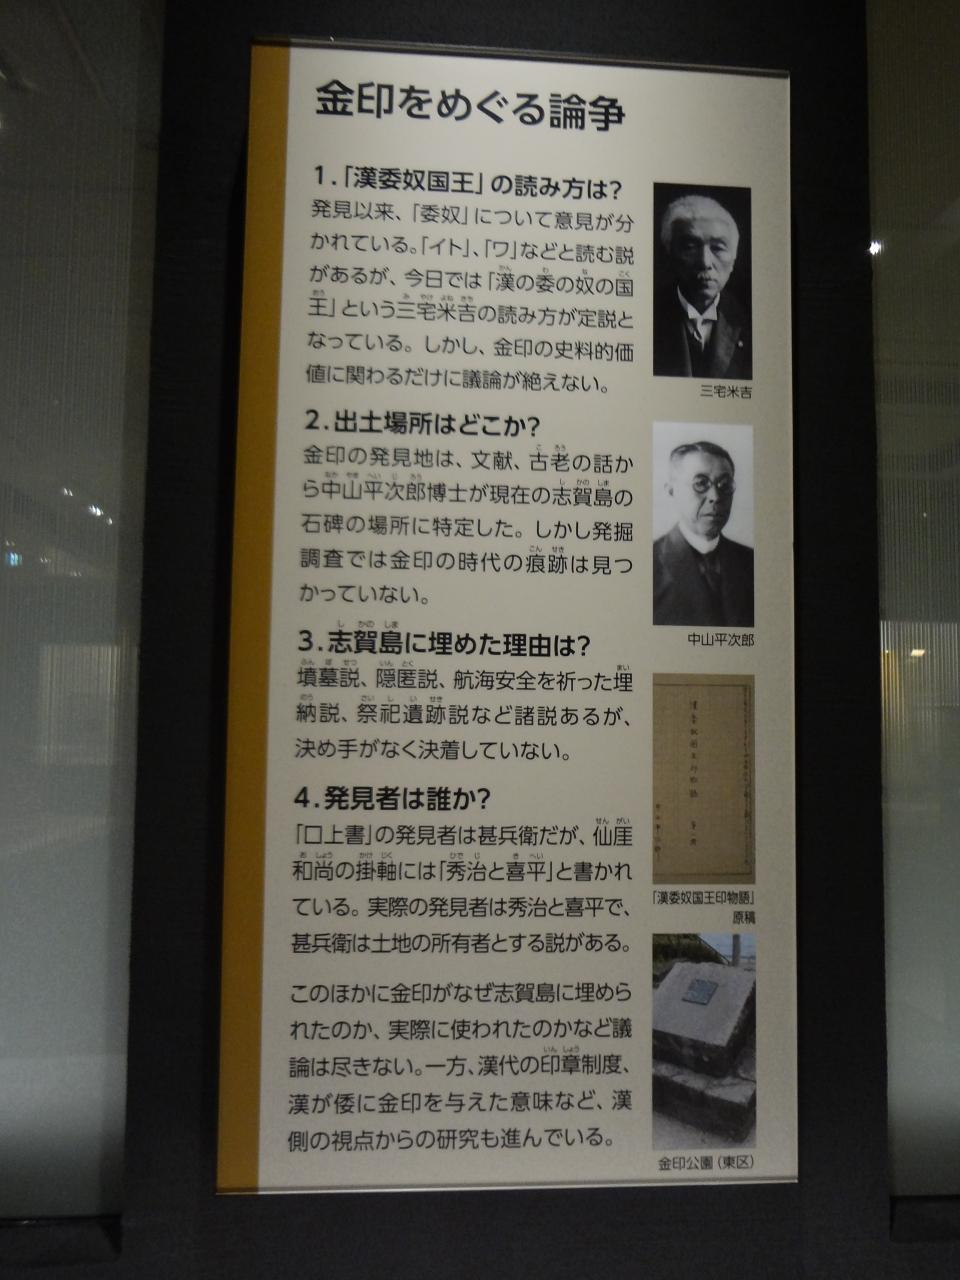 金印をめぐる論争
1.「漢委奴国王」の読み方は?
発見以来、「委奴」について意見が分
かれている。「イト」、「ワ」などと読む説
があるが、今日では「漢の委の奴の国
王」という三宅米吉の読み方が定説と
なっている。しかし、金印の史料的価
値に関わるだけに議論が絶えない。
三宅米吉
2.出土場所はどこか?
金印の発見地は、文献、古老の話か
ら中山平次郎博士が現在の志賀島の
石碑の場所に特定した。しかし発掘
調査では金印の時代の痕跡は見つ
かっていない。
中山平次郎
3.志賀島に埋めた理由は?
墳墓説、隠匿説、航海安全を祈った埋
納説、祭祀遺跡説など諸説あるが、
決め手がなく決着していない。
4.発見者は誰か?
「口上書」の発見者は甚兵衛だが、仙厓
和尚の掛軸には「秀治と喜平」と書かれ
ている。実際の発見者は秀治と喜平で、
甚兵衛は土地の所有者とする説がある。
「漢委奴国王印物語」
原稿
このほかに金印がなぜ志賀島に埋めら
れたのか、実際に使われたのかなど議
論は尽きない。一方、漢代の印章制度、
漢が倭に金印を与えた意味など、漢
側の視点からの研究も進んでいる。
金印公園(東区)